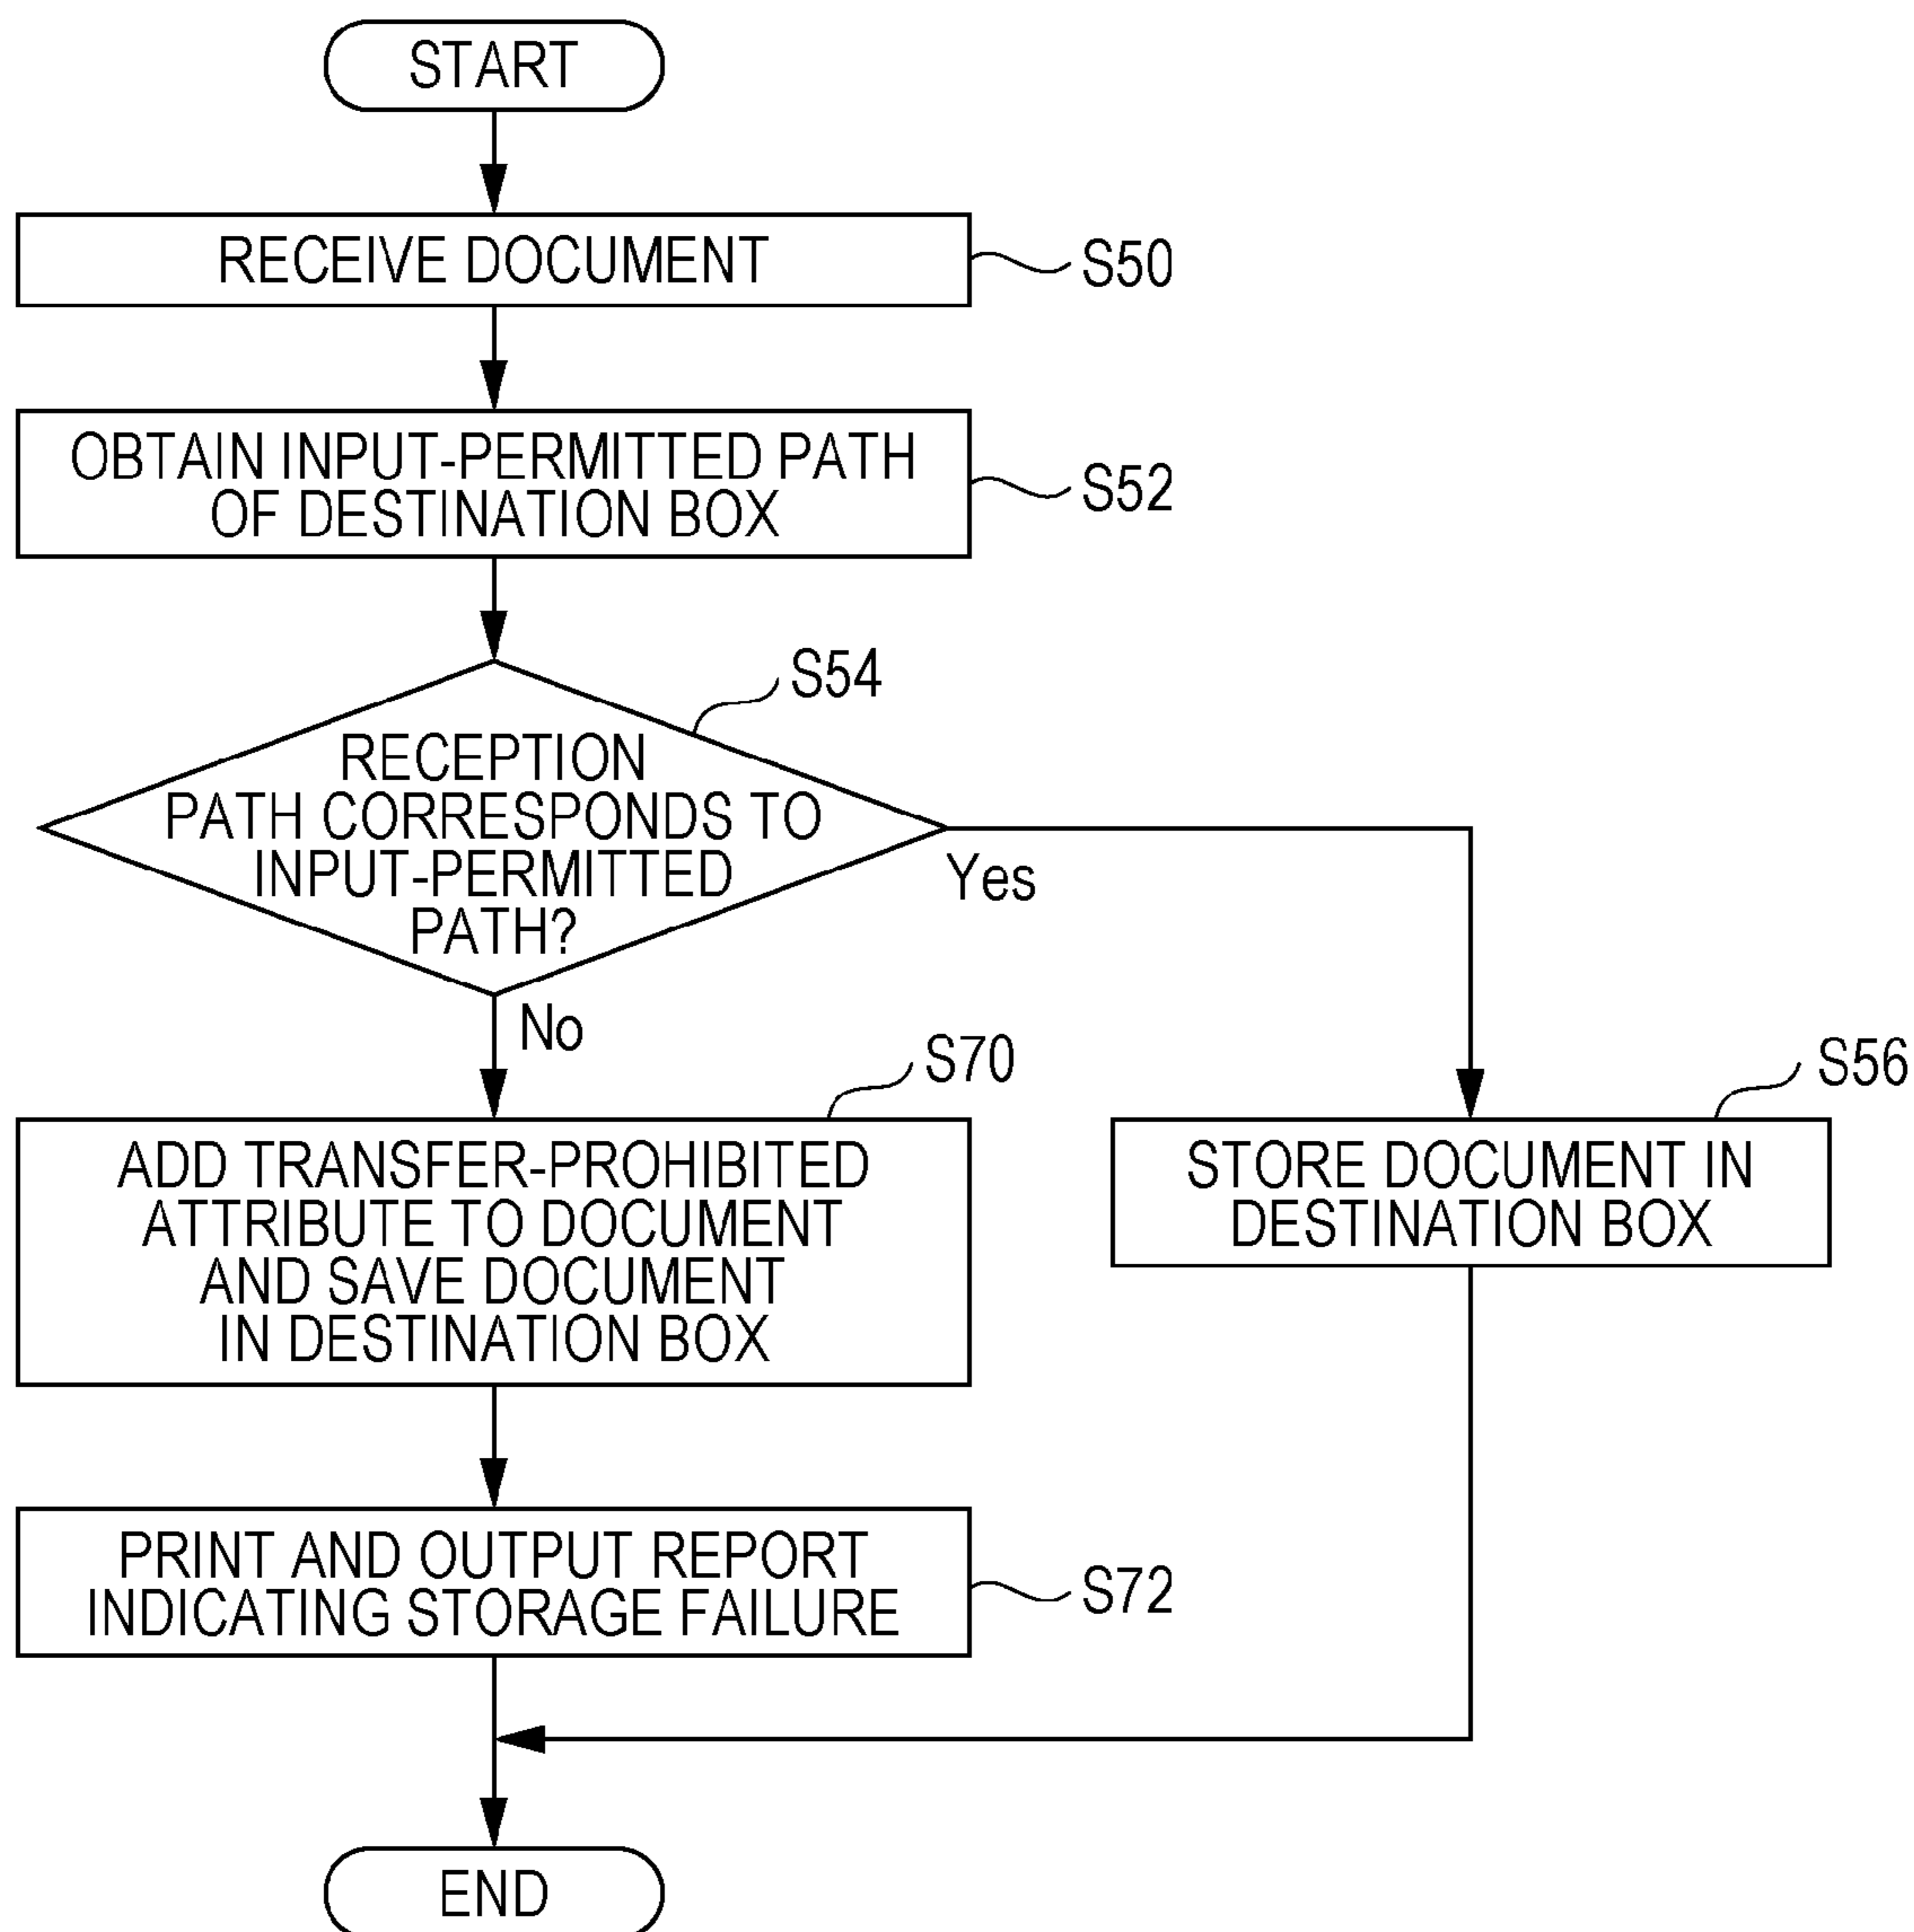 START
RECEIVE DOCUMENT
S50
OBTAIN INPUT-PERMITTED PATH
OF DESTINATION BOX
S52
S54
RECEPTION
PATH CORRESPONDS TO
INPUT-PERMITTED
PATH?
Yes
No
S70
ADD TRANSFER-PROHIBITED
ATTRIBUTE TO DOCUMENT
AND SAVE DOCUMENT
IN DESTINATION BOX
S56
STORE DOCUMENT IN
DESTINATION BOX
PRINT AND OUTPUT REPORT
INDICATING STORAGE FAILURE
S72
END